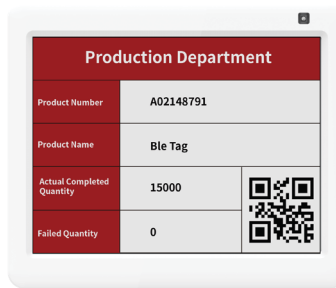 Production Department
Product Number A02148791
Product Name Ble Tag
Actual Completed
Quantity 15000
Failed Quantity 0